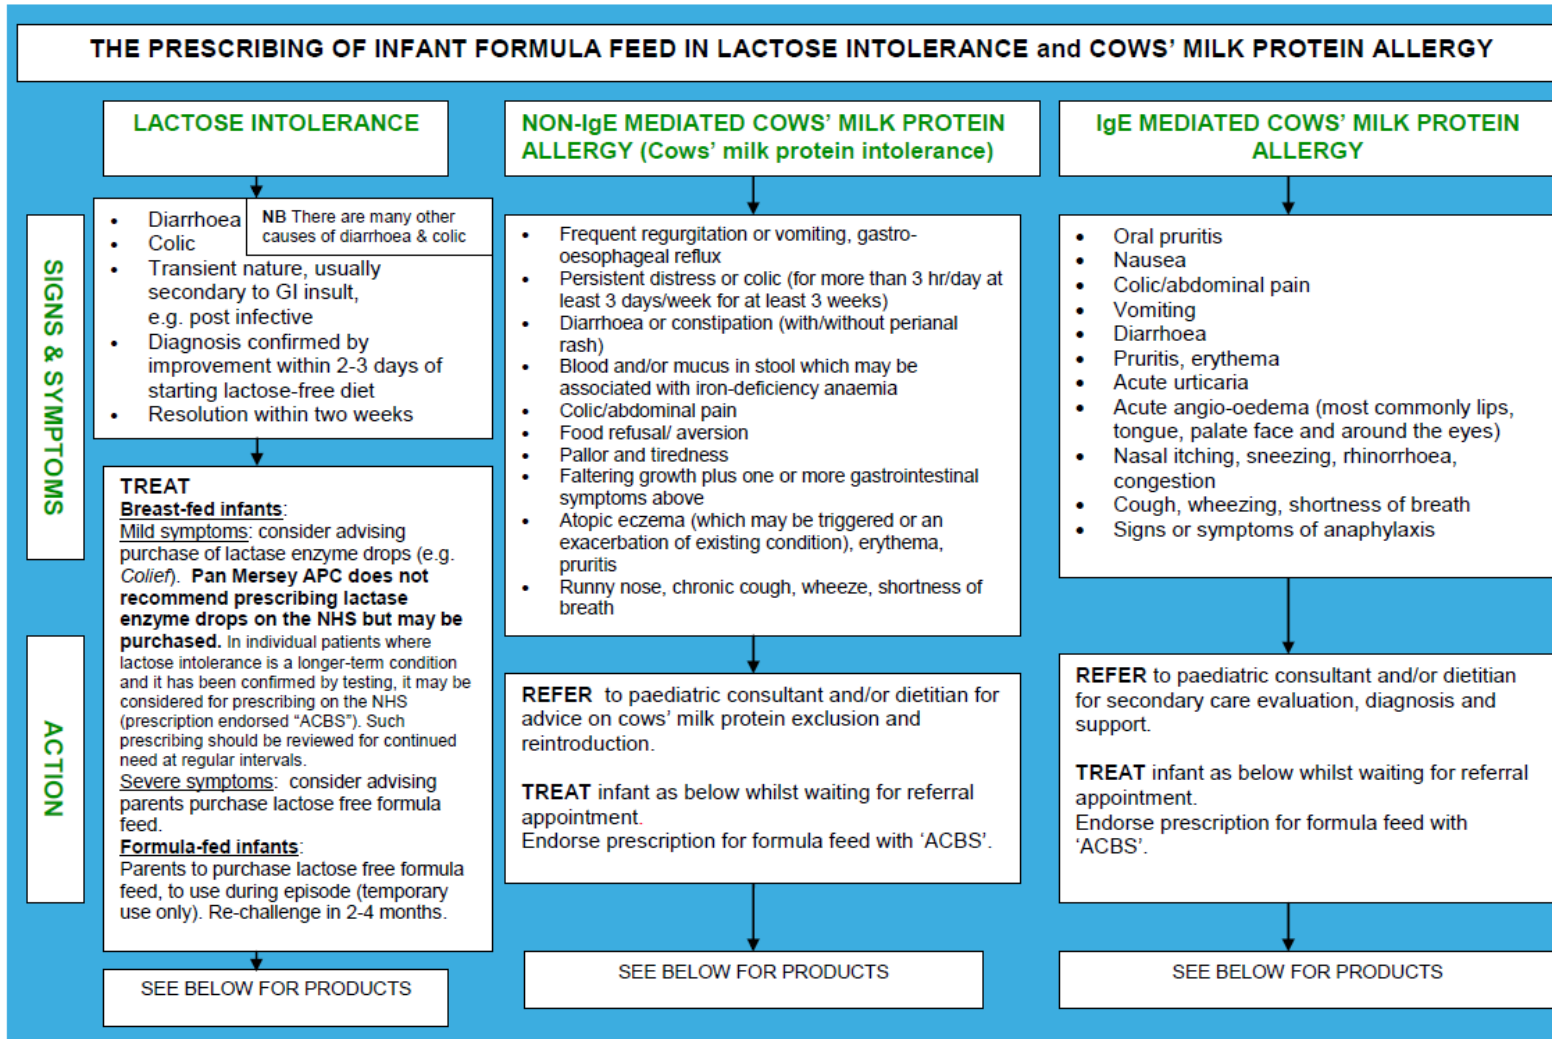 THE PRESCRIBING OF INFANT FORMULA FEED IN LACTOSE INTOLERANCE and COWS' MILK PROTEIN ALLERGY
LACTOSE INTOLERANCE
NON-IgE MEDIATED COWS' MILK PROTEIN
ALLERGY (Cows' milk protein intolerance)
IgE MEDIATED COWS' MILK PROTEIN
ALLERGY
SIGNS & SYMPTOMS
• Diarrhoea
• Colic
NB There are many other
causes of diarrhoea & colic
• Transient nature, usually
secondary to GI insult,
e.g. post infective
• Diagnosis confirmed by
improvement within 2-3 days of
starting lactose-free diet
• Resolution within two weeks
• Frequent regurgitation or vomiting, gastro-
oesophageal reflux
• Persistent distress or colic (for more than 3 hr/day at
least 3 days/week for at least 3 weeks)
• Diarrhoea or constipation (with/without perianal
rash)
• Blood and/or mucus in stool which may be
associated with iron-deficiency anaemia
• Colic/abdominal pain
• Food refusal/ aversion
• Pallor and tiredness
• Faltering growth plus one or more gastrointestinal
symptoms above
• Atopic eczema (which may be triggered or an
exacerbation of existing condition), erythema,
pruritis
• Runny nose, chronic cough, wheeze, shortness of
breath
• Oral pruritis
• Nausea
• Colic/abdominal pain
• Vomiting
• Diarrhoea
• Pruritis, erythema
• Acute urticaria
• Acute angio-oedema (most commonly lips,
tongue, palate face and around the eyes)
• Nasal itching, sneezing, rhinorrhoea,
congestion
• Cough, wheezing, shortness of breath
• Signs or symptoms of anaphylaxis
ACTION
TREAT
Breast-fed infants:
Mild symptoms: consider advising
purchase of lactase enzyme drops (e.g.
Colief). Pan Mersey APC does not
recommend prescribing lactase
enzyme drops on the NHS but may be
purchased. In individual patients where
lactose intolerance is a longer-term condition
and it has been confirmed by testing, it may be
considered for prescribing on the NHS
(prescription endorsed "ACBS"). Such
prescribing should be reviewed for continued
need at regular intervals.
Severe symptoms: consider advising
parents purchase lactose free formula
feed.
Formula-fed infants:
Parents to purchase lactose free formula
feed, to use during episode (temporary
use only). Re-challenge in 2-4 months.
REFER to paediatric consultant and/or dietitian for
advice on cows' milk protein exclusion and
reintroduction.
TREAT infant as below whilst waiting for referral
appointment.
Endorse prescription for formula feed with 'ACBS'.
REFER to paediatric consultant and/or dietitian
for secondary care evaluation, diagnosis and
support.
TREAT infant as below whilst waiting for referral
appointment.
Endorse prescription for formula feed with
'ACBS'.
SEE BELOW FOR PRODUCTS
SEE BELOW FOR PRODUCTS
SEE BELOW FOR PRODUCTS